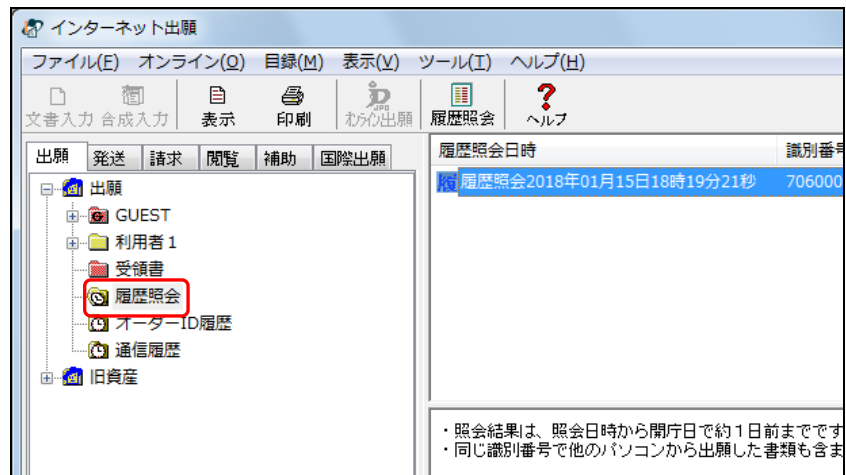 インターネット出願
ファイル(F) オンライン(O) 目録(M) 表示(V) ツール(T) ヘルプ(H)
文書入力 合成入力 表示 印刷 JPO おららく出願 履歴照会 ヘルプ
出願 発送 請求 閲覧 補助 国際出願
履歴照会日時 識別番号
出願
履歴照会2018年01月15日18時19分21秒 706000
GUEST
利用者1
受領書
履歴照会
オーダーID履歴
通信履歴
旧資産
・照会結果は、照会日時から開庁日で約1日前までです
・同じ識別番号で他のパソコンから出願した書類も含ま